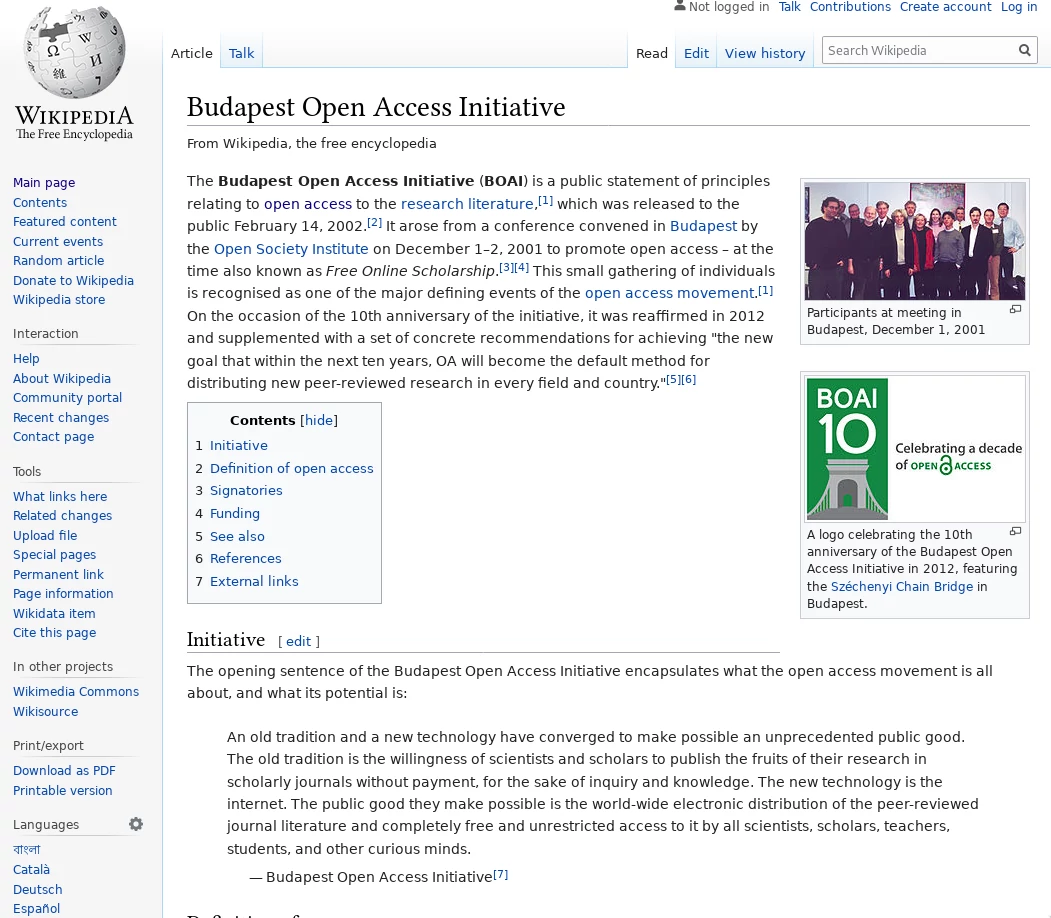 Not logged in Talk Contributions Create account Log in
Article Talk Read Edit View history Search Wikipedia
WIKIPEDIA
The Free Encyclopedia
Main page
Contents
Featured content
Current events
Random article
Donate to Wikipedia
Wikipedia store
Interaction
Help
About Wikipedia
Community portal
Recent changes
Contact page
Tools
What links here
Related changes
Upload file
Special pages
Permanent link
Page information
Wikidata item
Cite this page
In other projects
Wikimedia Commons
Wikisource
Print/export
Download as PDF
Printable version
Languages
বাংলা
Català
Deutsch
Español
Budapest Open Access Initiative
From Wikipedia, the free encyclopedia
The Budapest Open Access Initiative (BOAI) is a public statement of principles
relating to open access to the research literature,[1] which was released to the
public February 14, 2002.[2] It arose from a conference convened in Budapest by
the Open Society Institute on December 1–2, 2001 to promote open access – at the
time also known as Free Online Scholarship.[3][4] This small gathering of individuals
is recognised as one of the major defining events of the open access movement.[1]
On the occasion of the 10th anniversary of the initiative, it was reaffirmed in 2012
and supplemented with a set of concrete recommendations for achieving "the new
goal that within the next ten years, OA will become the default method for
distributing new peer-reviewed research in every field and country."[5][6]
Participants at meeting in
Budapest, December 1, 2001
BOAI
10
Celebrating a decade
of OPEN ACCESS
A logo celebrating the 10th
anniversary of the Budapest Open
Access Initiative in 2012, featuring
the Széchenyi Chain Bridge in
Budapest.
Contents [hide]
1 Initiative
2 Definition of open access
3 Signatories
4 Funding
5 See also
6 References
7 External links
Initiative [ edit ]
The opening sentence of the Budapest Open Access Initiative encapsulates what the open access movement is all
about, and what its potential is:
An old tradition and a new technology have converged to make possible an unprecedented public good.
The old tradition is the willingness of scientists and scholars to publish the fruits of their research in
scholarly journals without payment, for the sake of inquiry and knowledge. The new technology is the
internet. The public good they make possible is the world-wide electronic distribution of the peer-reviewed
journal literature and completely free and unrestricted access to it by all scientists, scholars, teachers,
students, and other curious minds.
— Budapest Open Access Initiative[7]